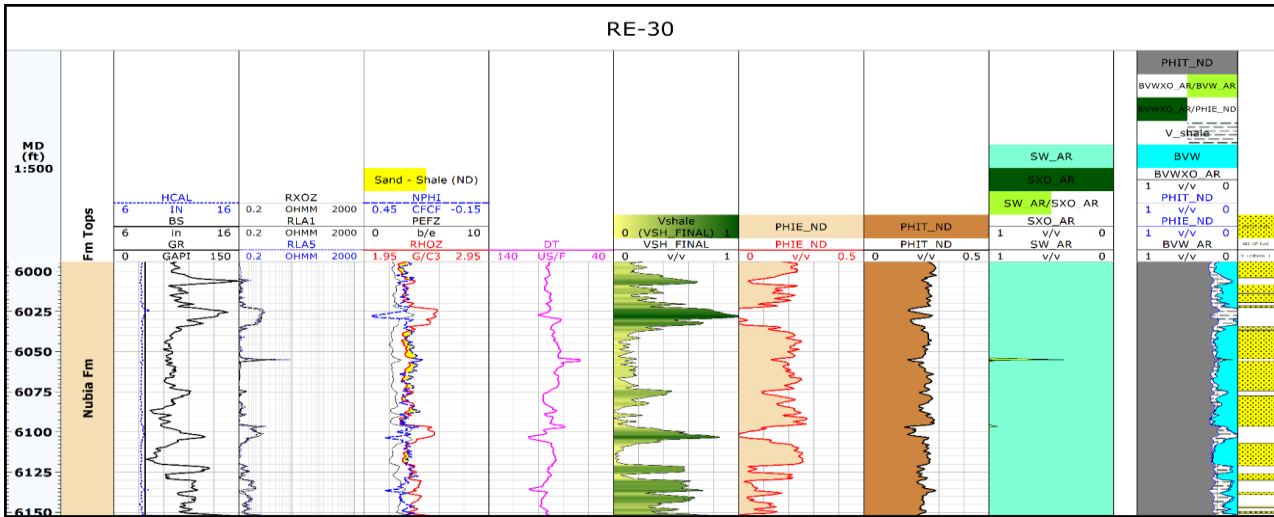 RE-30
MD
(ft)
1:500
Fm Tops
HCAL
6 IN 16
BS
6 in 16
GR
0 GAPI 150
RXOZ
0.2 OHMM 2000
RLA1
0.2 OHMM 2000
RLA5
0.2 OHMM 2000
Sand - Shale (ND)
NPHI
0.45 CFCF -0.15
PEFZ
0 b/e 10
RHOZ
1.95 G/C3 2.95
DT
140 US/F 40
Vshale
0 (VSH_FINAL) 1
VSH_FINAL
0 v/v 1
PHIE_ND
PHIE_ND
0 v/v 0.5
PHIT_ND
PHIT_ND
0 v/v 0.5
SW_AR
SXO_AR
SW_AR/SXO_AR
SXO_AR
1 v/v 0
SW_AR
1 v/v 0
PHIT_ND
BVWXO_AR/BVW_AR
BVWXO_AR/PHIE_ND
V_shale
BVW
BVWXO_AR
1 v/v 0
PHIT_ND
1 v/v 0
PHIE_ND
1 v/v 0
BVW_AR
1 v/v 0
Nubia Fm
6000
6025
6050
6075
6100
6125
6150